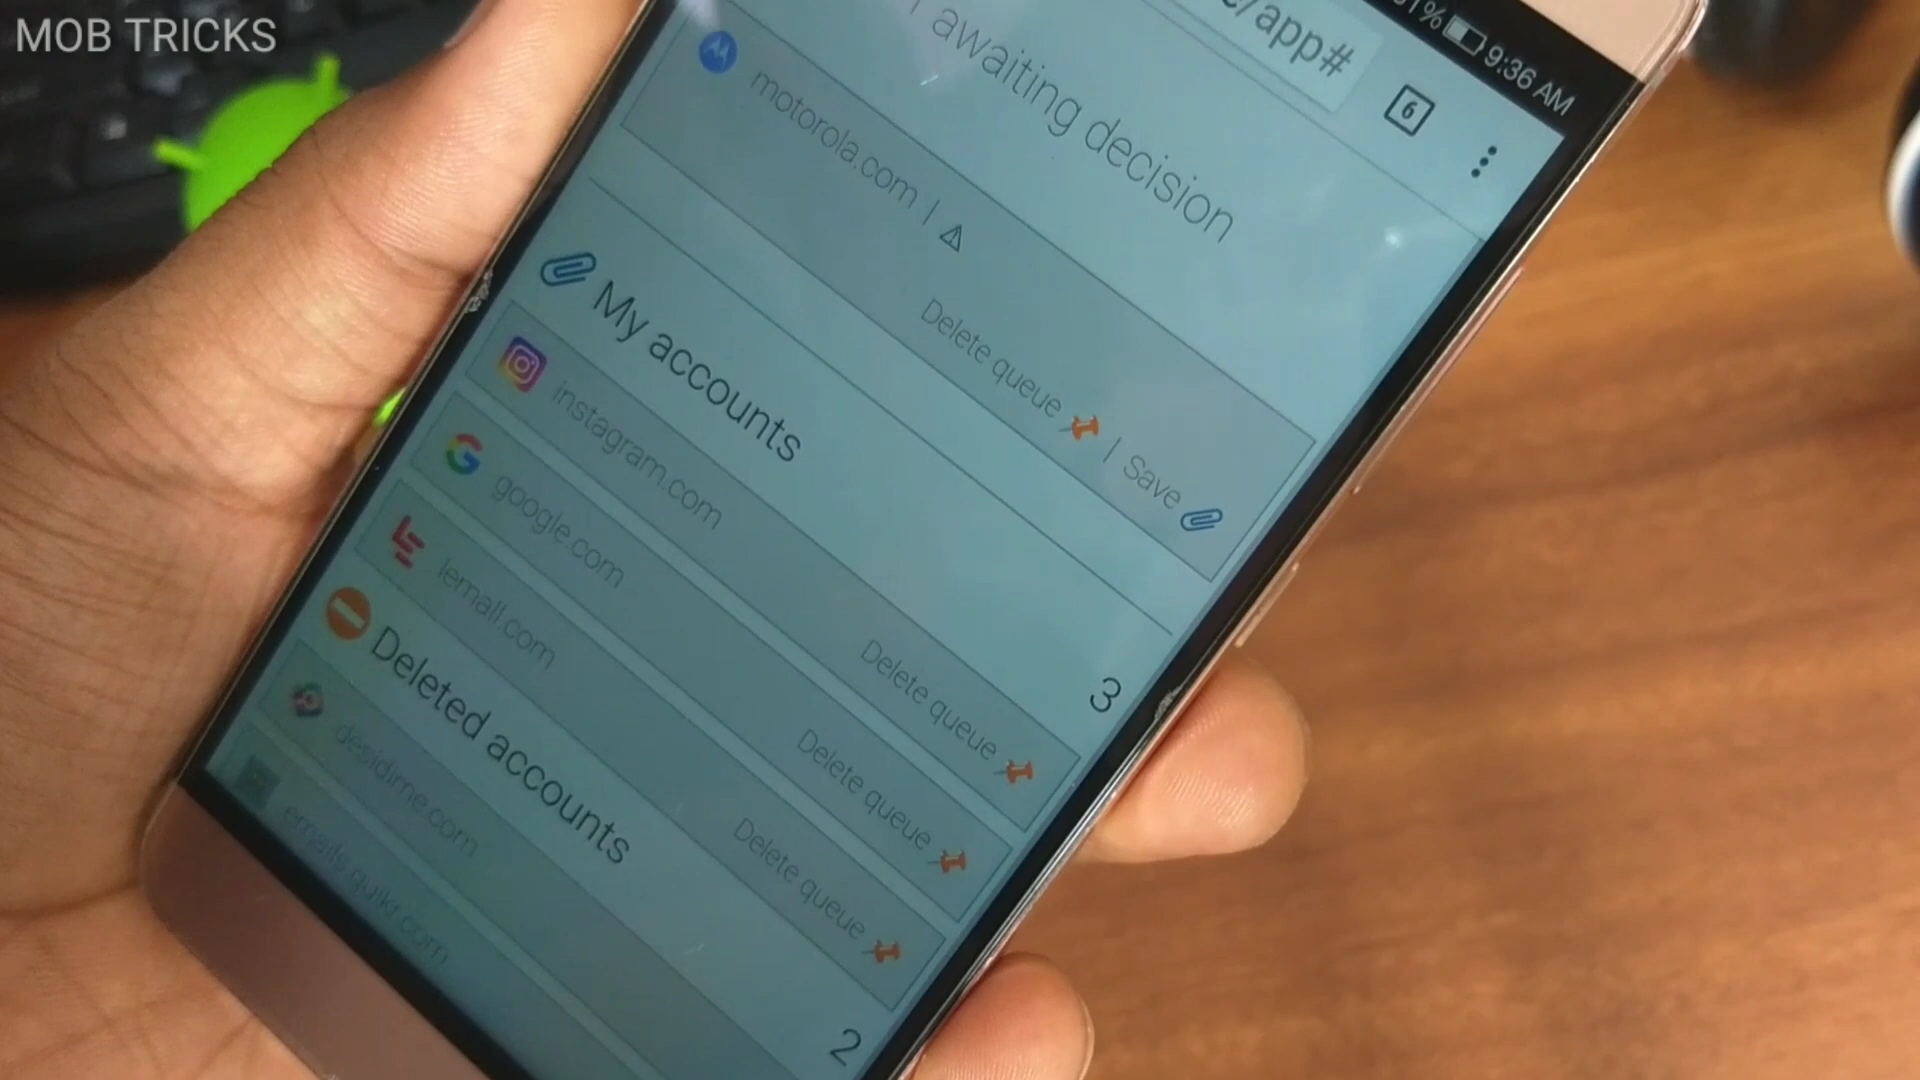 MOB TRICKS
9:36 AM
/app#
6
awaiting decision
motorola.com |
Delete queue | Save
My accounts
3
instagram.com
Delete queue
google.com
Delete queue
lemall.com
Delete queue
Deleted accounts
2
desidime.com
emails.quikr.com